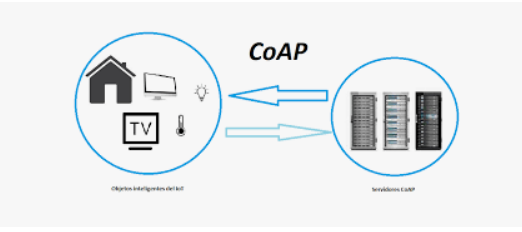 CoAP
TV
Objetos inteligentes del IoT
Servidores CoAP